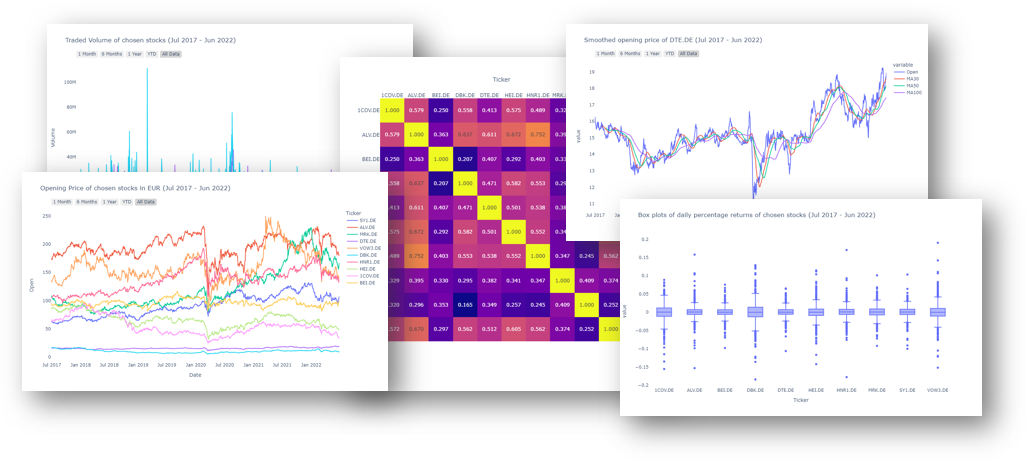 Traded Volume of chosen stocks (Jul 2017 - Jun 2022)
1 Month 6 Months 1 Year YTD All Data
100M
80M
60M
40M
Volume
Opening Price of chosen stocks in EUR (Jul 2017 - Jun 2022)
1 Month 6 Months 1 Year YTD All Data
250
200
150
100
50
0
Open
Jul 2017 Jan 2018 Jul 2018 Jan 2019 Jul 2019 Jan 2020 Jul 2020 Jan 2021 Jul 2021 Jan 2022
Date
Ticker
SY1.DE
ALV.DE
MRK.DE
DTE.DE
VOW3.DE
DBK.DE
HNR1.DE
HEI.DE
1COV.DE
BEI.DE
Ticker
1COV.DE ALV.DE BEI.DE DBK.DE DTE.DE HEI.DE HNR1.DE MRK.
1COV.DE 1.000 0.579 0.250 0.558 0.413 0.575 0.489 0.32
ALV.DE 0.579 1.000 0.363 0.637 0.611 0.672 0.752 0.39
BEI.DE 0.250 0.363 1.000 0.207 0.407 0.292 0.403 0.33
.558 0.637 0.207 1.000 0.471 0.582 0.553 0.29
.413 0.611 0.407 0.471 1.000 0.501 0.538 0.38
.575 0.672 0.292 0.582 0.501 1.000 0.552 0.34
.489 0.752 0.403 0.553 0.538 0.552 1.000 0.347 0.245 0.562
.329 0.395 0.330 0.295 0.382 0.341 0.347 1.000 0.409 0.374
.320 0.296 0.353 0.165 0.349 0.257 0.245 0.409 1.000 0.252
.572 0.670 0.297 0.562 0.512 0.605 0.562 0.374 0.252 1.000
Smoothed opening price of DTE.DE (Jul 2017 - Jun 2022)
1 Month 6 Months 1 Year YTD All Data
19
18
16
15
14
12
11
value
Jul 2017
variable
Open
MA30
MA50
MA100
Box plots of daily percentage returns of chosen stocks (Jul 2017 - Jun 2022)
0.2
0.15
0.1
0.05
0
−0.05
−0.1
−0.15
−0.2
value
1COV.DE ALV.DE BEI.DE DBK.DE DTE.DE HEI.DE HNR1.DE MRK.DE SY1.DE VOW3.DE
Ticker